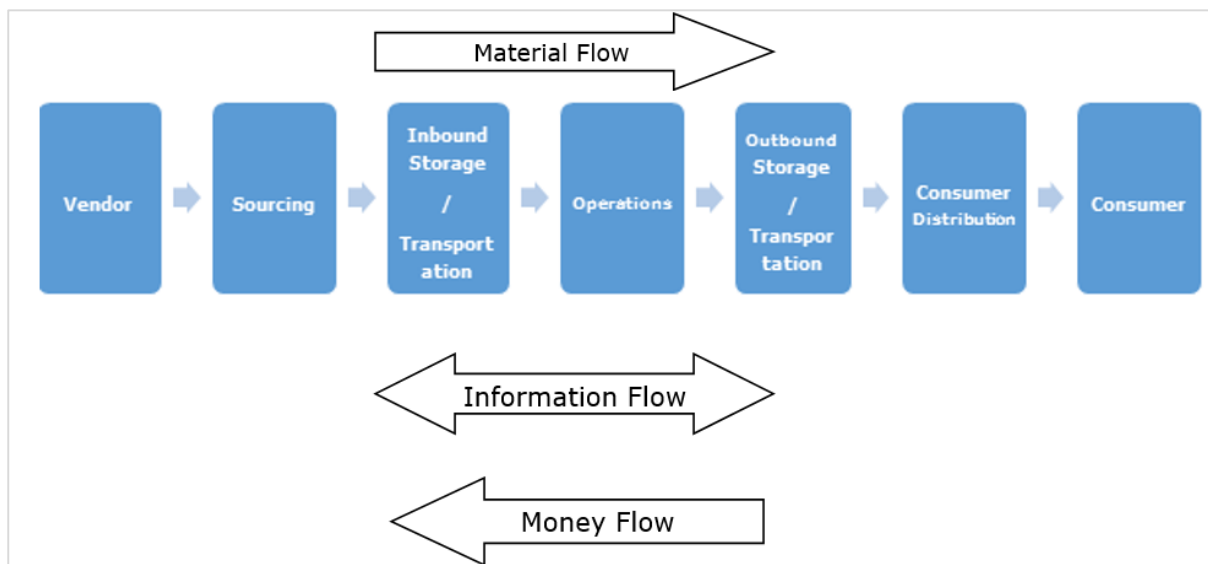 Material Flow
Vendor
Sourcing
Inbound
Storage
/
Transport
ation
Operations
Outbound
Storage
/
Transpor
tation
Consumer
Distribution
Consumer
Information Flow
Money Flow